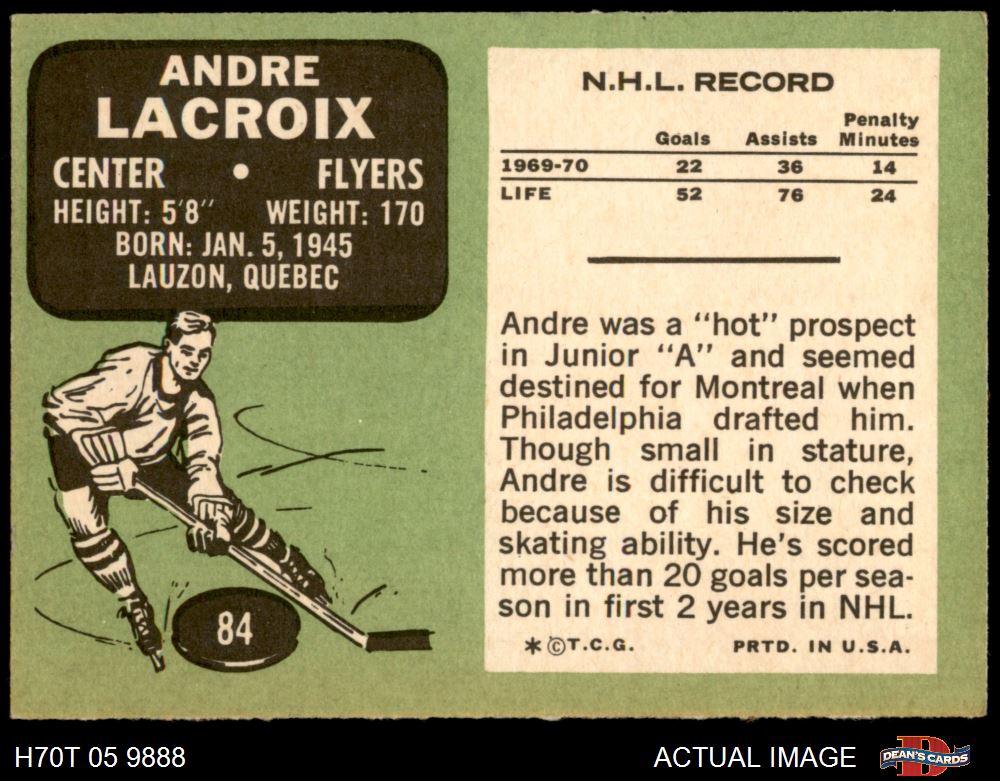 ANDRE
LACROIX
CENTER • FLYERS
HEIGHT: 5'8'' WEIGHT: 170
BORN: JAN. 5, 1945
LAUZON, QUEBEC
84
N.H.L. RECORD
Goals Assists Penalty Minutes
1969-70 22 36 14
LIFE 52 76 24
Andre was a "hot" prospect
in Junior "A" and seemed
destined for Montreal when
Philadelphia drafted him.
Though small in stature,
Andre is difficult to check
because of his size and
skating ability. He's scored
more than 20 goals per sea-
son in first 2 years in NHL.
*©T.C.G. PRTD. IN U.S.A.
H70T 05 9888
ACTUAL IMAGE
DEAN'S CARDS